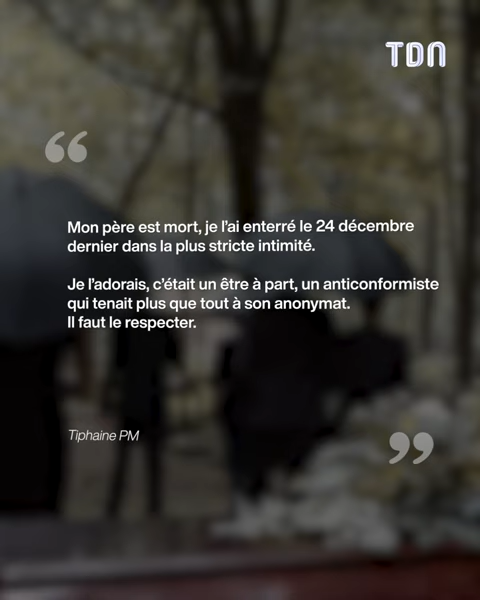 TDN
“
Mon père est mort, je l’ai enterré le 24 décembre
dernier dans la plus stricte intimité.
Je l’adorais, c’était un être à part, un anticonformiste
qui tenait plus que tout à son anonymat.
Il faut le respecter.
Tiphaine PM
”